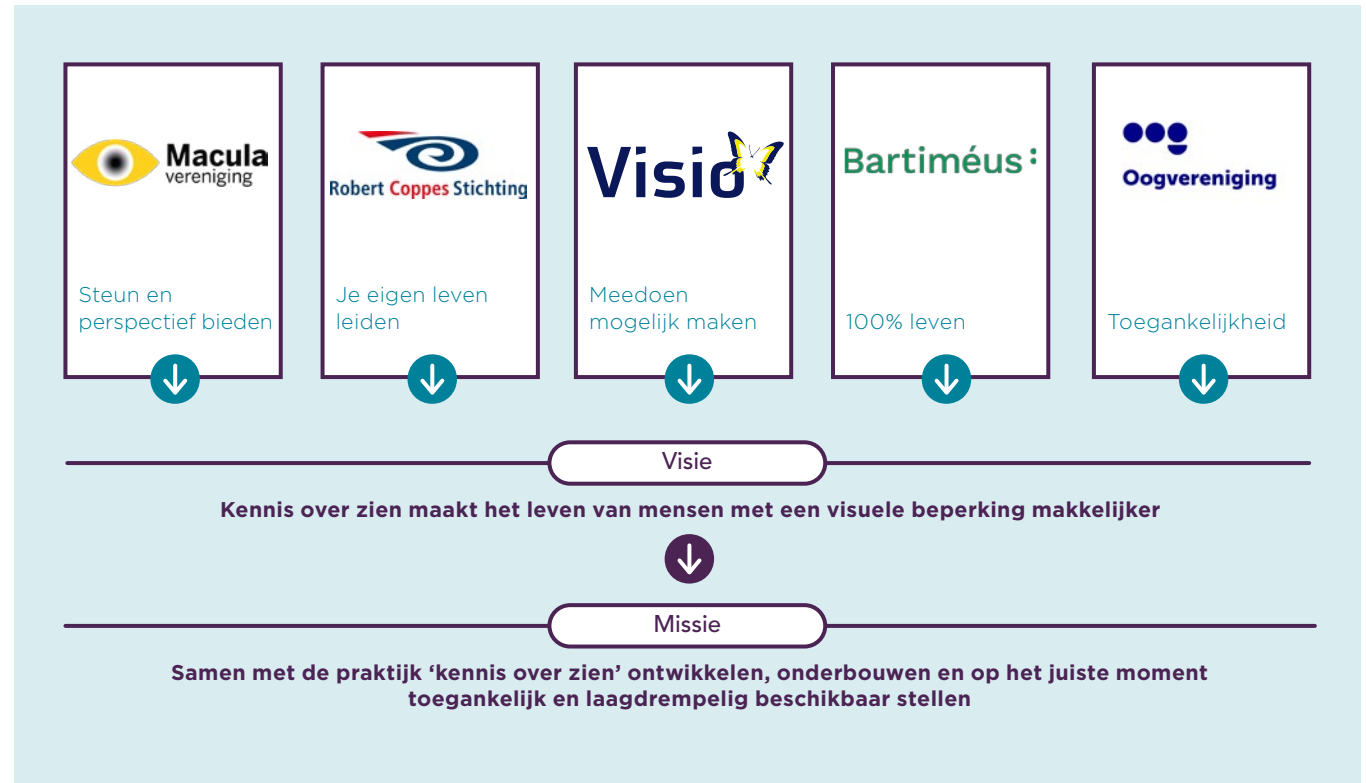 Macula
vereniging
Steun en
perspectief bieden
Robert Coppes Stichting
Je eigen leven
leiden
Visio
Meedoen
mogelijk maken
Bartiméus:
100% leven
Oogvereniging
Toegankelijkheid
Visie
Kennis over zien maakt het leven van mensen met een visuele beperking makkelijker
Missie
Samen met de praktijk ‘kennis over zien’ ontwikkelen, onderbouwen en op het juiste moment
toegankelijk en laagdrempelig beschikbaar stellen